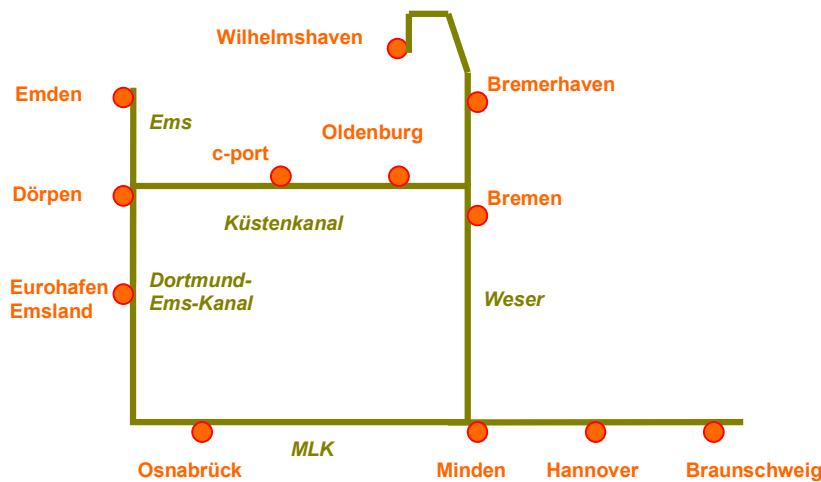 Wilhelmshaven
Emden
Bremerhaven
Ems
Oldenburg
c-port
Dörpen
Bremen
Küstenkanal
Eurohafen
Emsland
Dortmund-
Ems-Kanal
Weser
MLK
Osnabrück
Minden
Hannover
Braunschweig